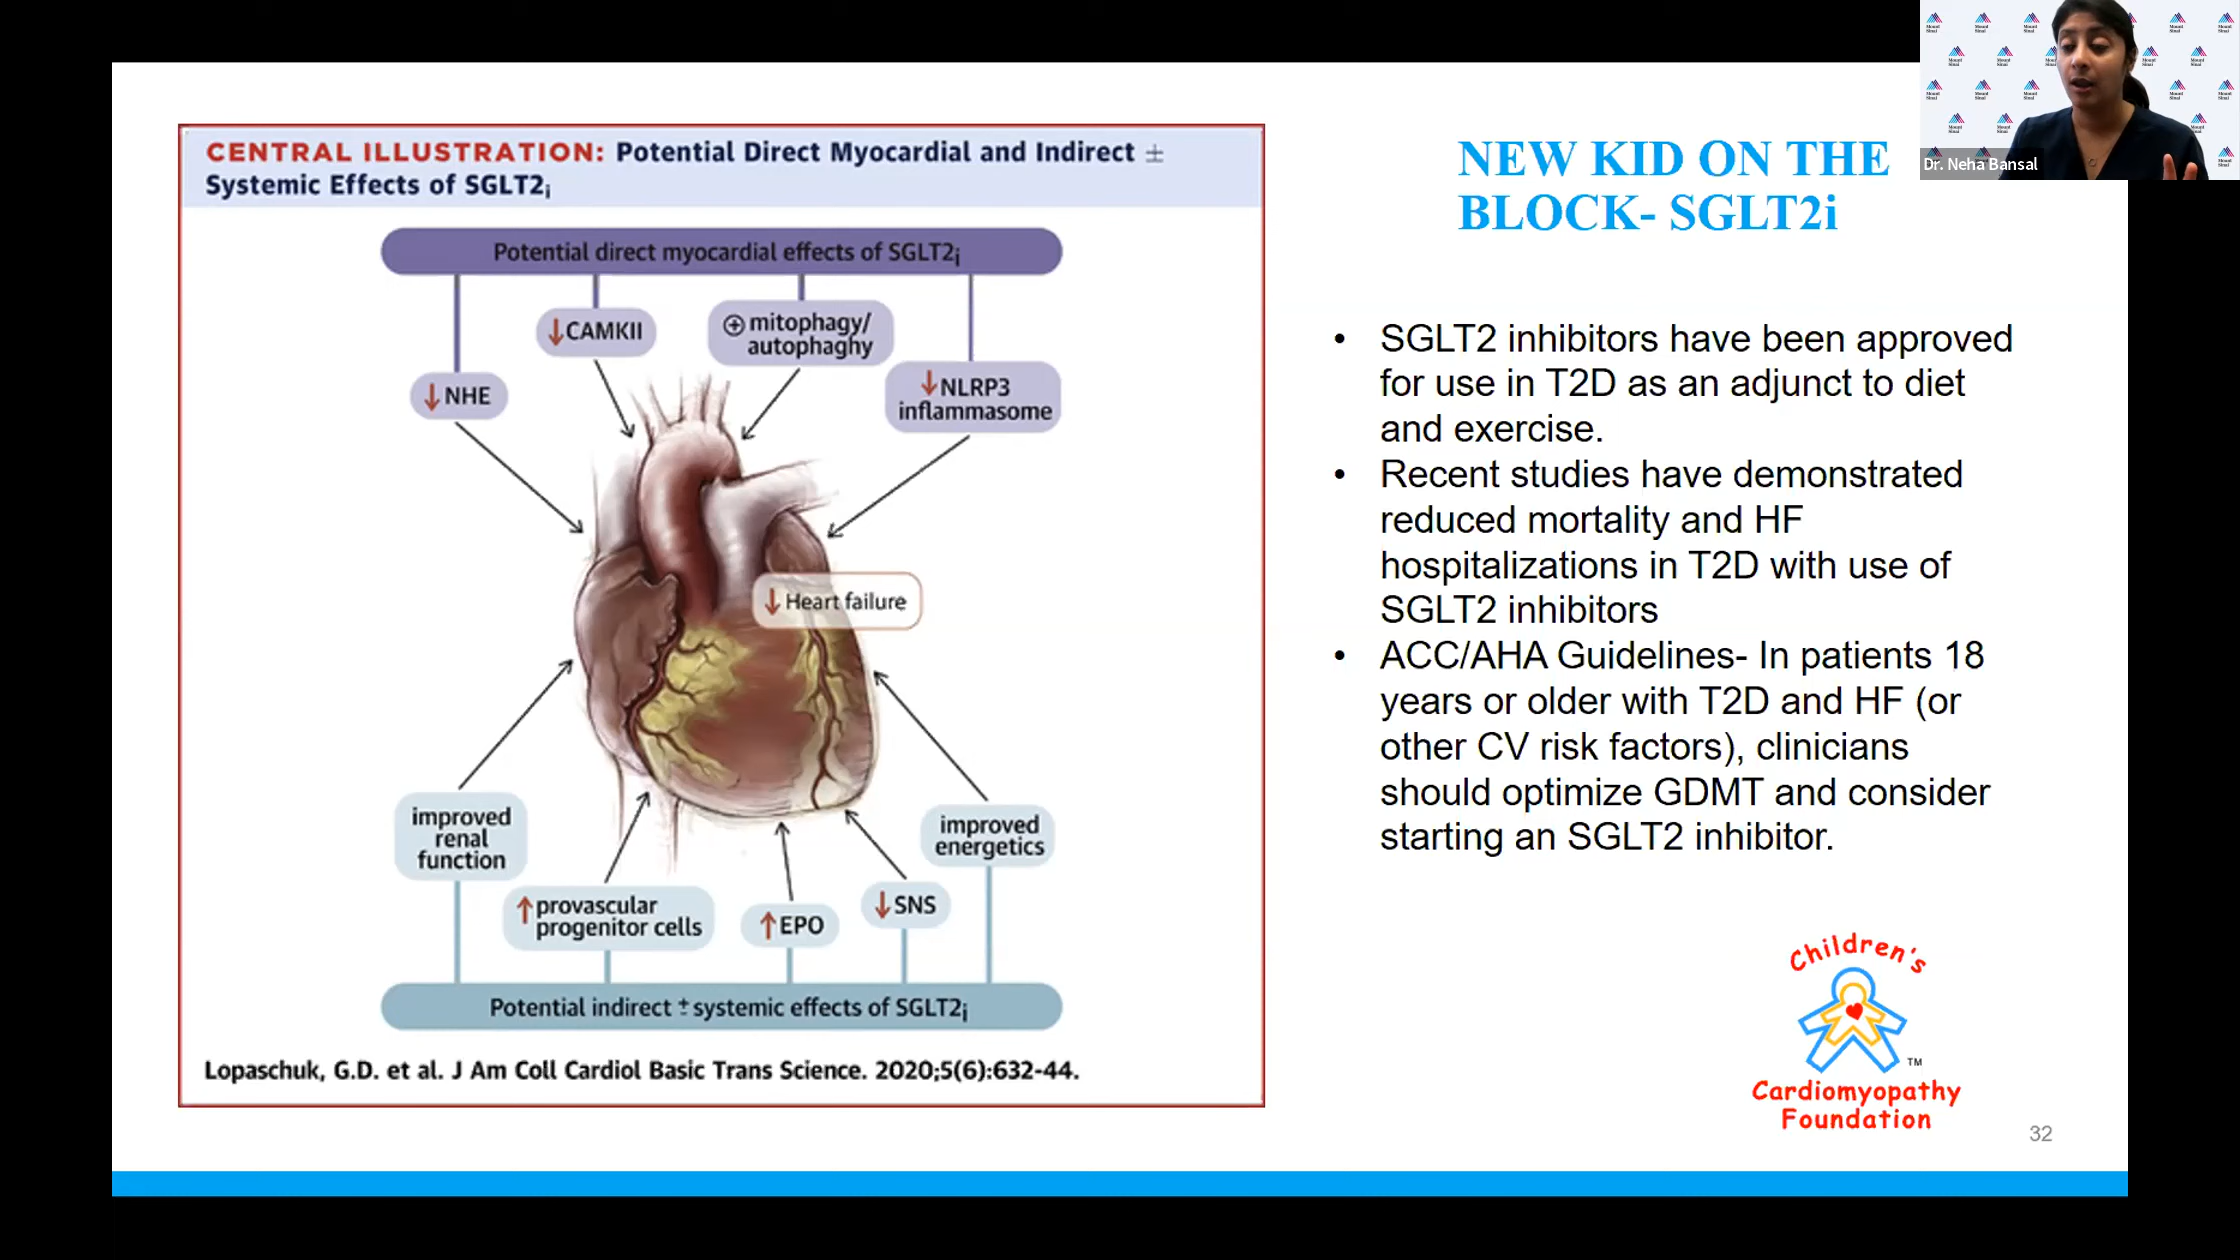 CENTRAL ILLUSTRATION: Potential Direct Myocardial and Indirect ±
Systemic Effects of SGLT2i
Potential direct myocardial effects of SGLT2i
↓CAMKII
⊕ mitophagy/
autophaghy
↓NHE
↓NLRP3
inflammasome
↓ Heart failure
improved
renal
function
improved
energetics
↑provascular
progenitor cells
↑EPO
↓SNS
Potential indirect ± systemic effects of SGLT2i
Lopaschuk, G.D. et al. J Am Coll Cardiol Basic Trans Science. 2020;5(6):632-44.
NEW KID ON THE
BLOCK- SGLT2i
• SGLT2 inhibitors have been approved
for use in T2D as an adjunct to diet
and exercise.
• Recent studies have demonstrated
reduced mortality and HF
hospitalizations in T2D with use of
SGLT2 inhibitors
• ACC/AHA Guidelines- In patients 18
years or older with T2D and HF (or
other CV risk factors), clinicians
should optimize GDMT and consider
starting an SGLT2 inhibitor.
Children's
Cardiomyopathy
Foundation
TM
32
Dr. Neha Bansal
Mount
Sinai